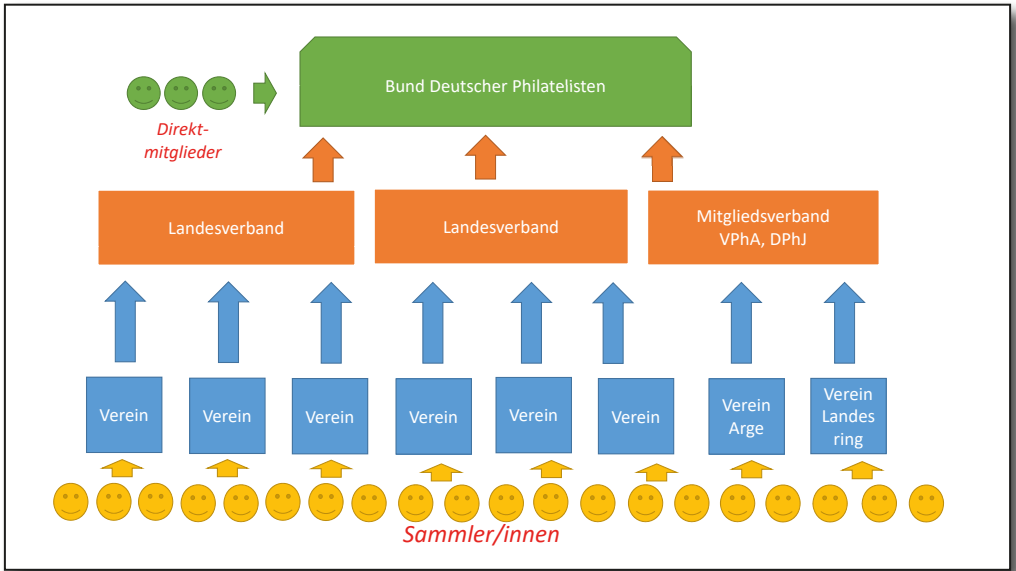 Bund Deutscher Philatelisten
Direkt-
mitglieder
Landesverband
Landesverband
Mitgliedsverband
VPhA, DPhJ
Verein
Verein
Verein
Verein
Verein
Verein
Verein
Arge
Verein
Landes
ring
Sammler/innen